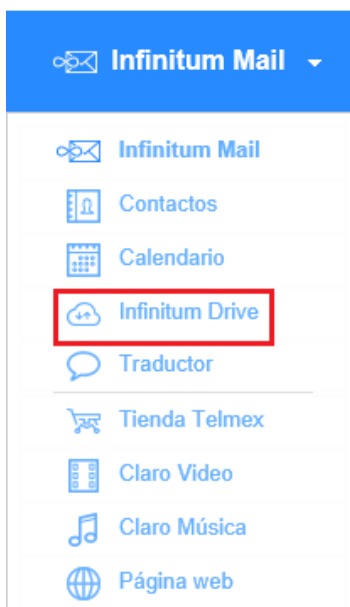 Infinitum Mail
Infinitum Mail
Contactos
Calendario
Infinitum Drive
Traductor
Tienda Telmex
Claro Video
Claro Música
Página web